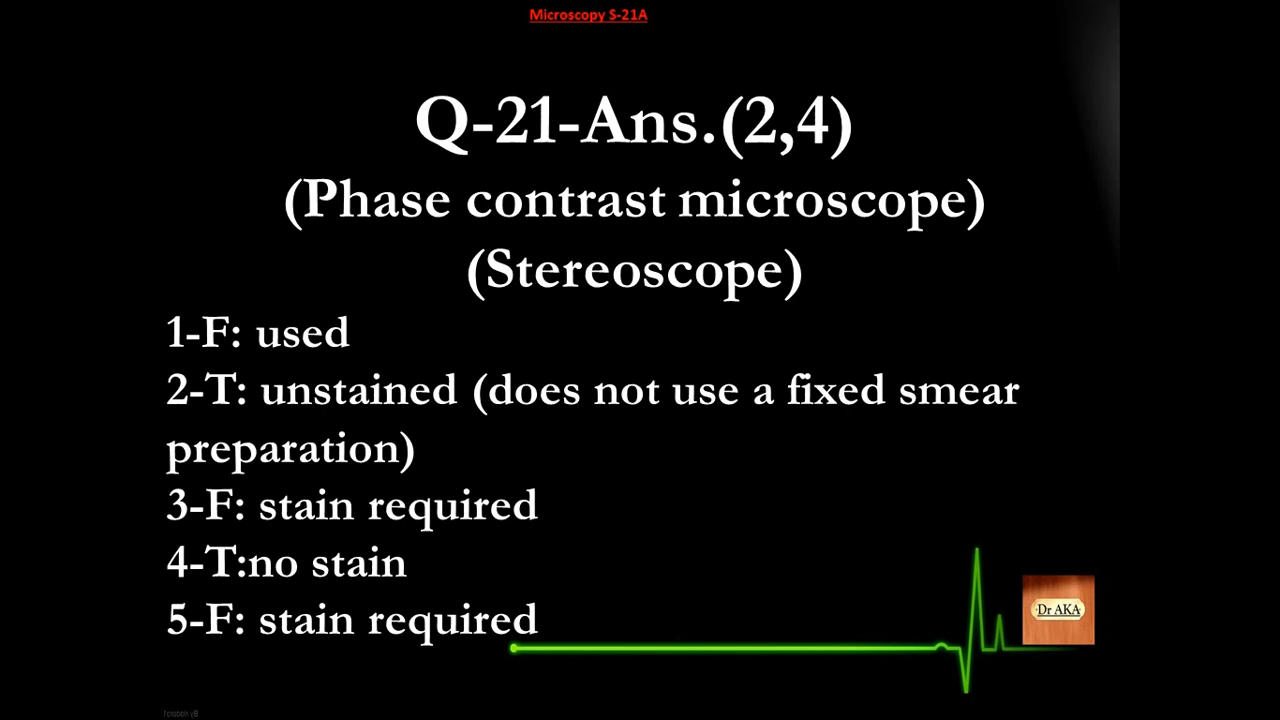 Microscopy S-21A
Q-21-Ans.(2,4)
(Phase contrast microscope)
(Stereoscope)
1-F: used
2-T: unstained (does not use a fixed smear
preparation)
3-F: stain required
4-T:no stain
5-F: stain required
Dr AKA